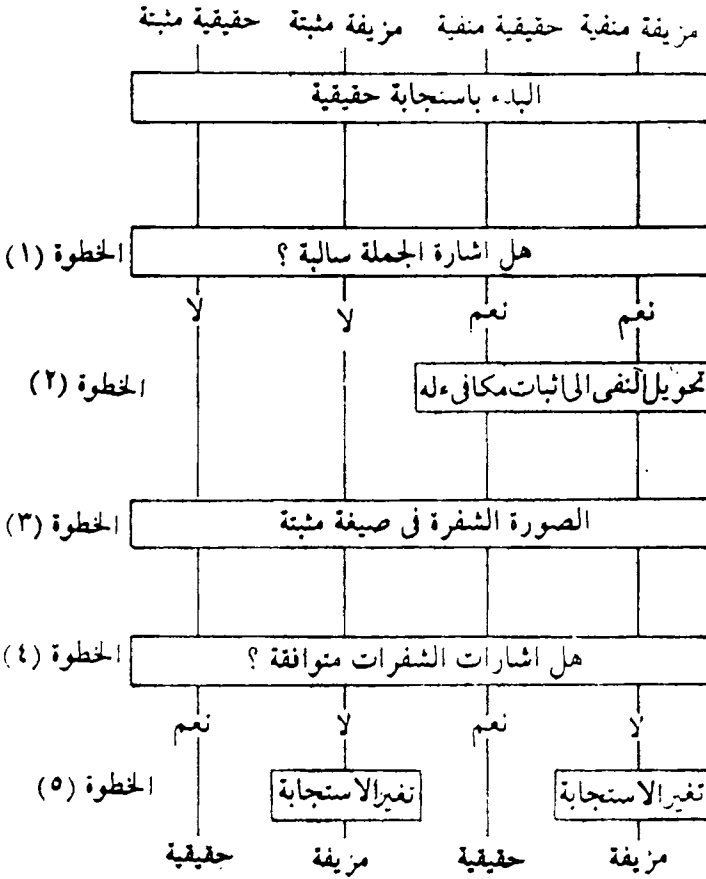 مزيفة منفية حقيقية منفية مزيفة مثبتة حقيقية مثبتة
البدء باستجابة حقيقية
هل اشارة الجملة سالبة ؟ الخطوة (١)
نعم نعم لا لا
تحويل النفى الى اثبات مكافىء له الخطوة (٢)
الصورة الشفرة فى صيغة مثبتة الخطوة (٣)
هل اشارات الشفرات متوافقة ؟ الخطوة (٤)
لا نعم لا نعم
تغير الاستجابة تغير الاستجابة الخطوة (٥)
مزيفة حقيقية مزيفة حقيقية